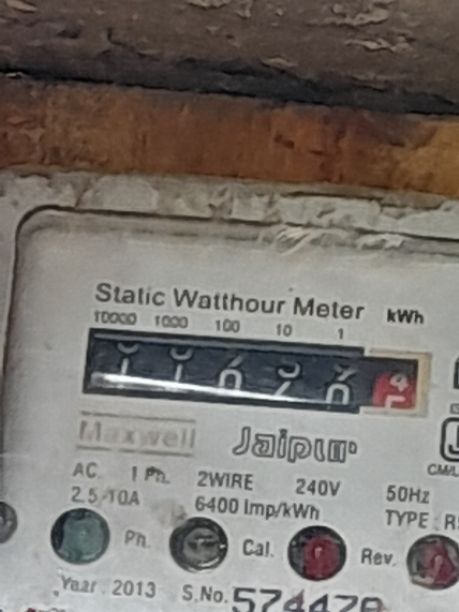 Static Watthour Meter kWh
10000 1000 100 10 1
Maxwell Jaipur
AC. 1 Ph. 2WIRE 240V 50Hz
2.5-10A 6400 Imp/kWh TYPE : R
Ph. Cal. Rev.
Year. 2013 S.No.
CM/L